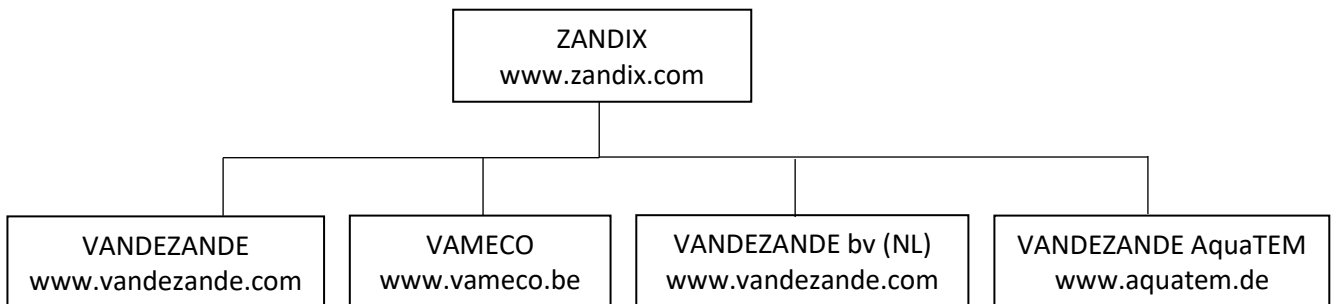 ZANDIX
www.zandix.com
VANDEZANDE
www.vandezande.com
VAMECO
www.vameco.be
VANDEZANDE bv (NL)
www.vandezande.com
VANDEZANDE AquaTEM
www.aquatem.de